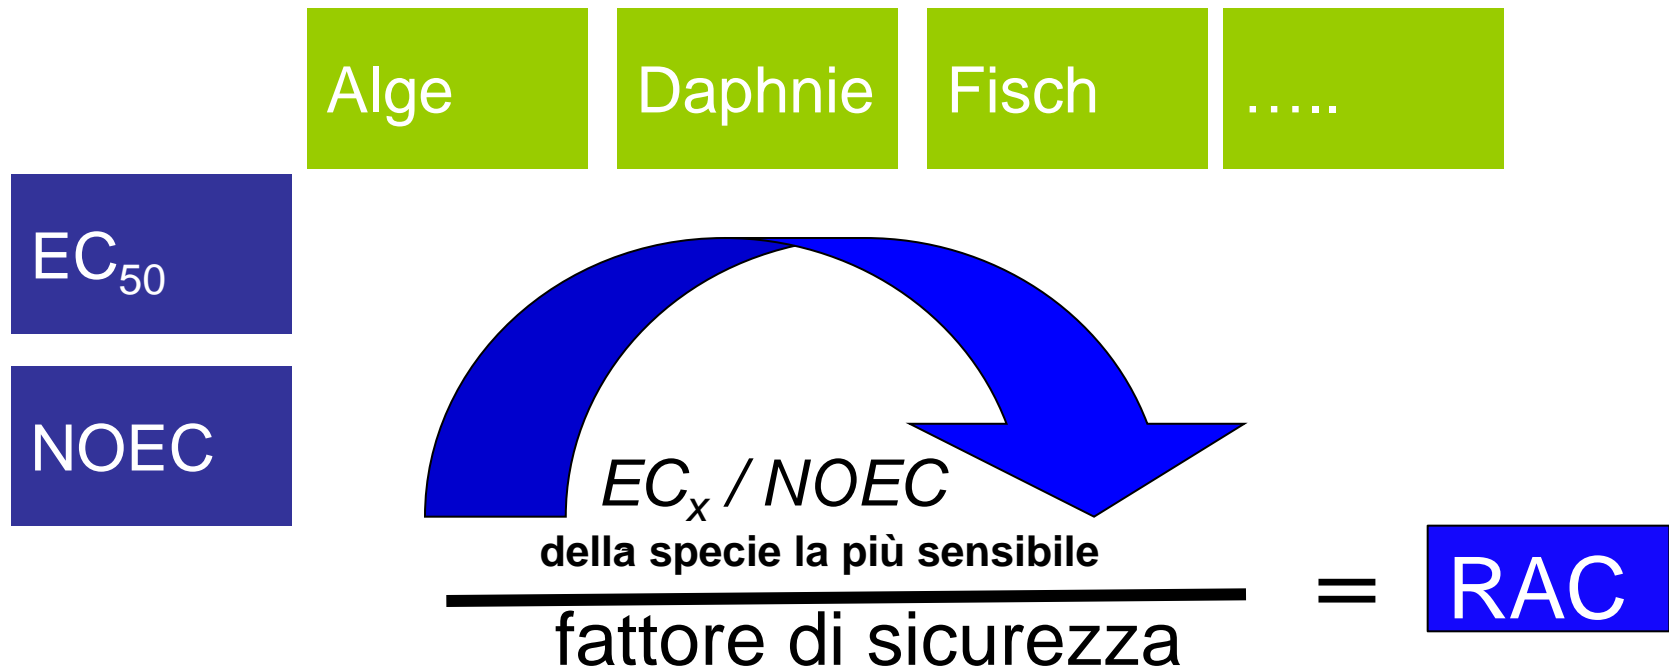 Alge
Daphnie
Fisch
.....
EC50
NOEC
ECx / NOEC
della specie la più sensibile
fattore di sicurezza
= RAC